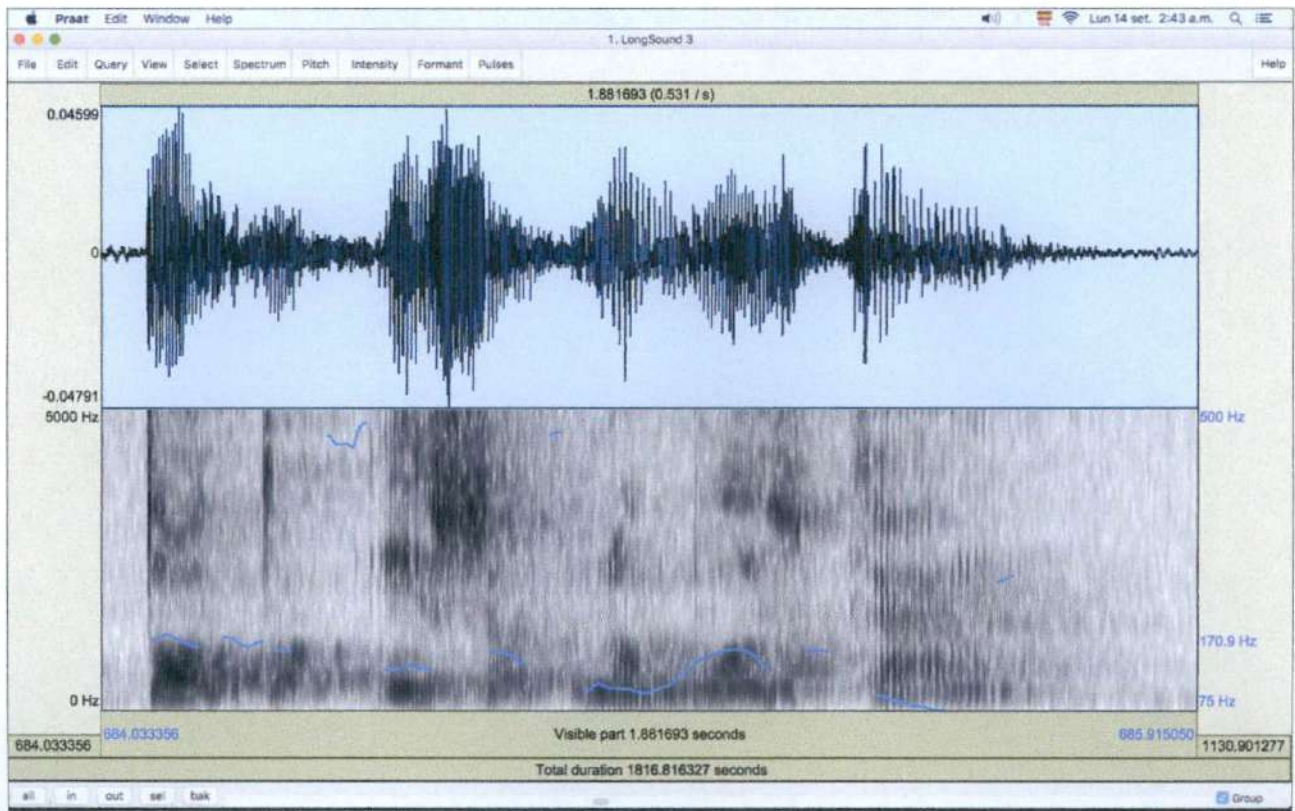 Praat Edit Window Help Lun 14 set. 2:43 a.m.
1. LongSound 3
File Edit Query View Select Spectrum Pitch Intensity Formant Pulses Help
1.881693 (0.531 / s)
0.04599
0
-0.04791
5000 Hz 500 Hz
170.9 Hz
0 Hz 75 Hz
684.033356 684.033356 Visible part 1.881693 seconds 685.915050 1130.901277
Total duration 1816.816327 seconds
all in out sel bak Group